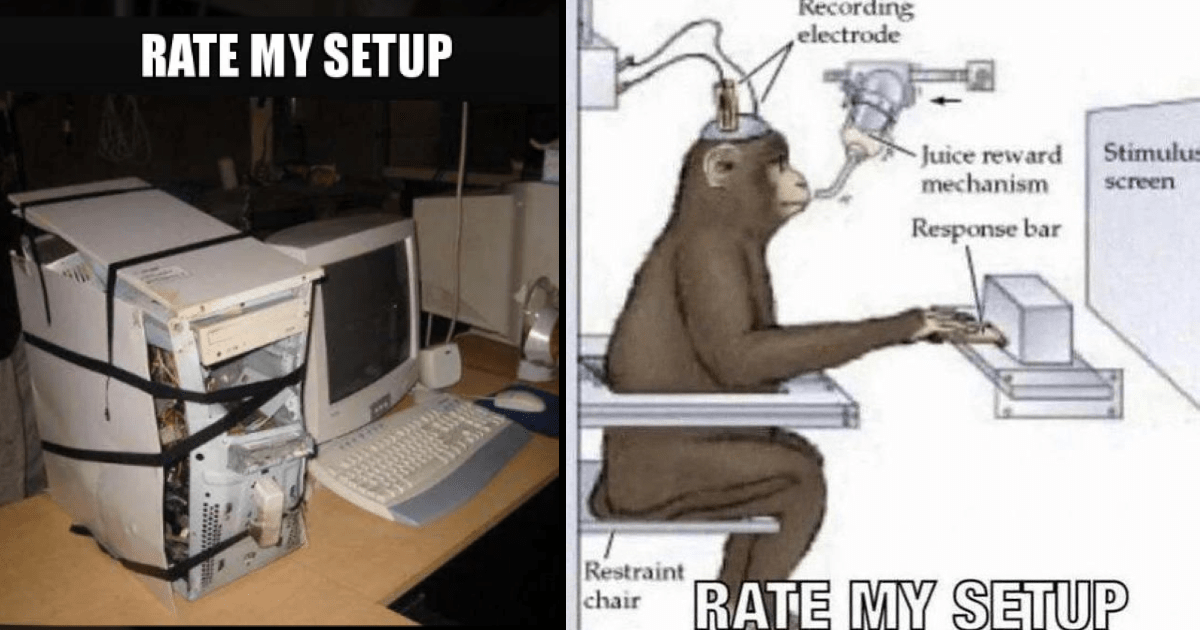 RATE MY SETUP
Recording
electrode
Juice reward
mechanism
Stimulus
screen
Response bar
Restraint
chair
RATE MY SETUP